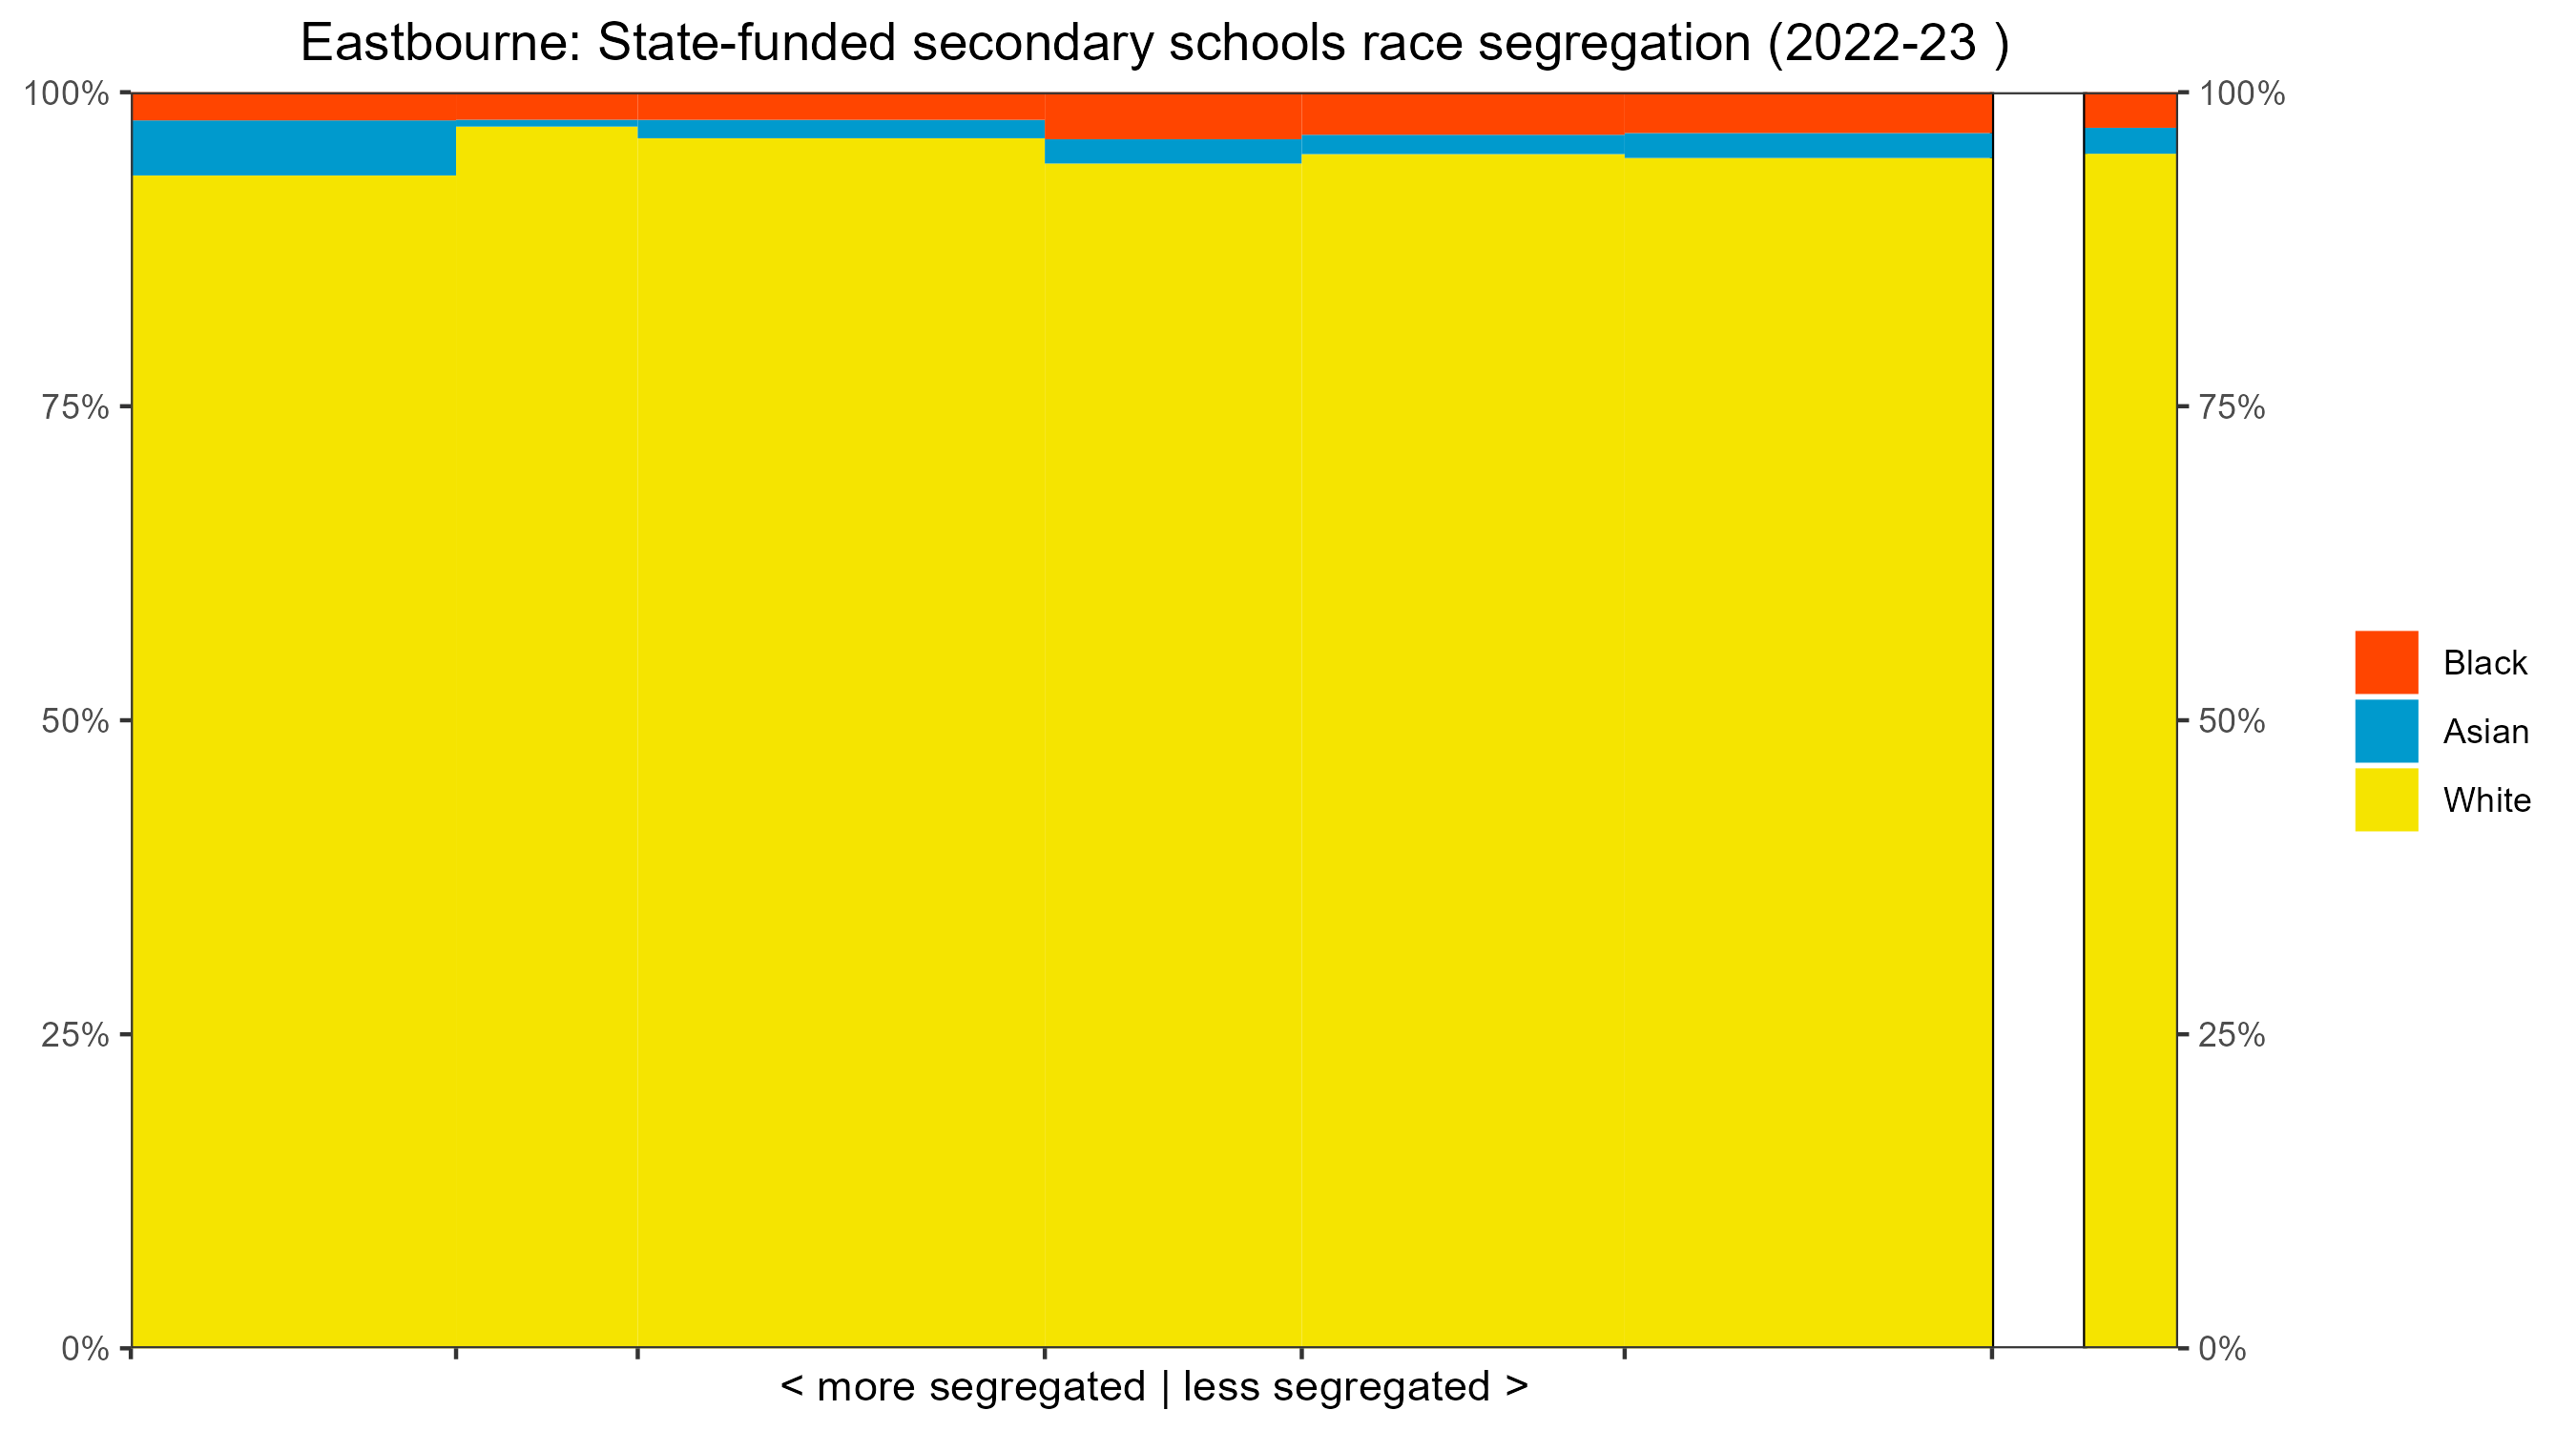 Eastbourne: State-funded secondary schools race segregation (2022-23 )
100%
75%
50%
25%
0%
100%
75%
50%
25%
0%
Black
Asian
White
< more segregated | less segregated >